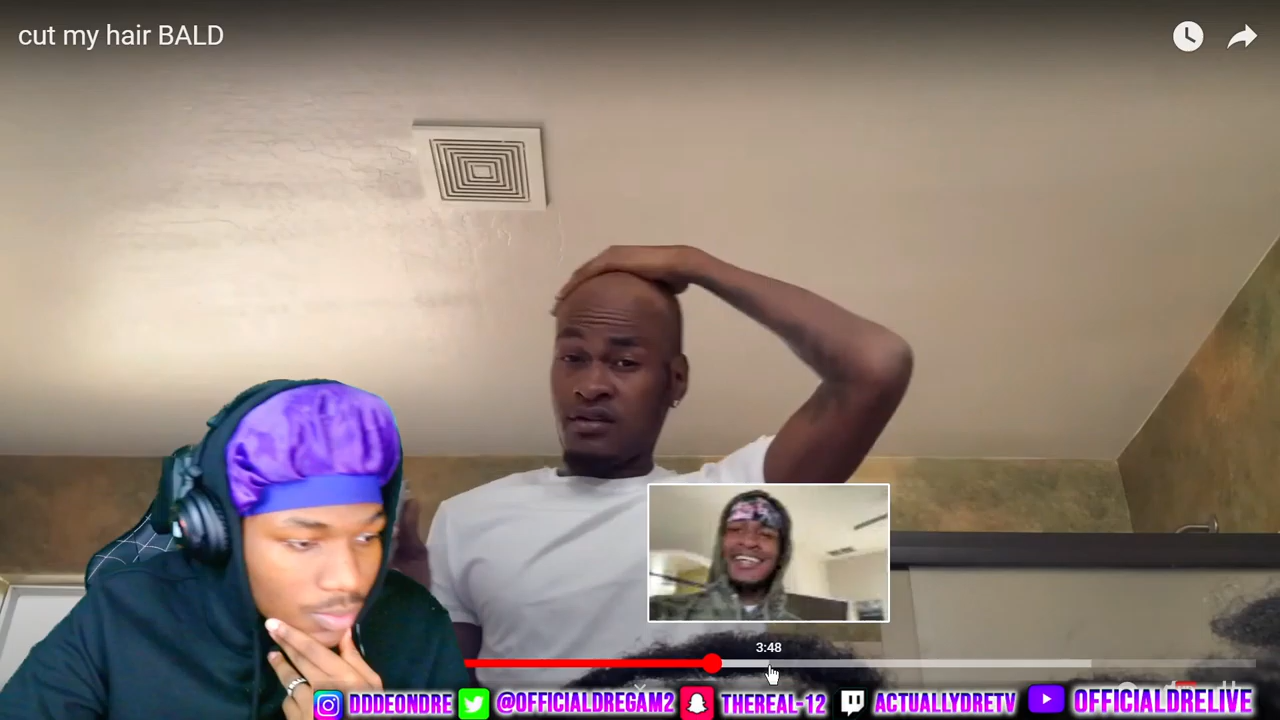 cut my hair BALD
3:48
DDDEONDRE @OFFICIALDREGAM2 THEREAL-12 ACTUALLYDRETV OFFICIALDRELIVE